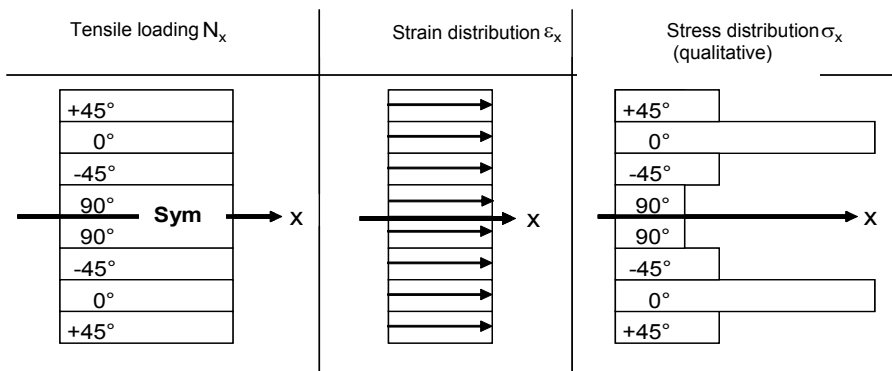 Tensile loading Nx
Strain distribution εx
Stress distribution σx
(qualitative)
+45°
0°
-45°
90°
Sym
x
90°
-45°
0°
+45°
x
+45°
0°
-45°
90°
x
90°
-45°
0°
+45°